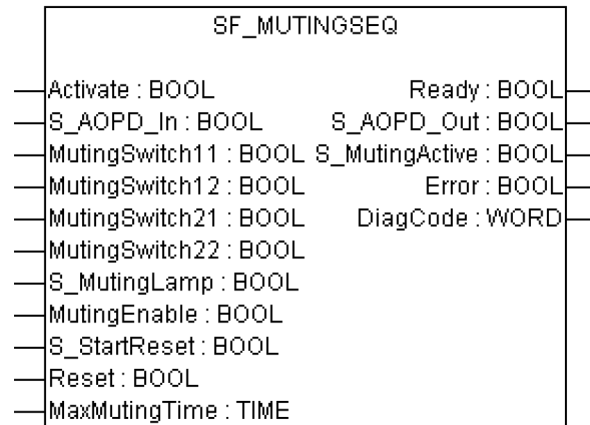 SF_MUTINGSEQ
Activate : BOOL Ready : BOOL
S_AOPD_In : BOOL S_AOPD_Out : BOOL
MutingSwitch11 : BOOL S_MutingActive : BOOL
MutingSwitch12 : BOOL Error : BOOL
MutingSwitch21 : BOOL DiagCode : WORD
MutingSwitch22 : BOOL
S_MutingLamp : BOOL
MutingEnable : BOOL
S_StartReset : BOOL
Reset : BOOL
MaxMutingTime : TIME